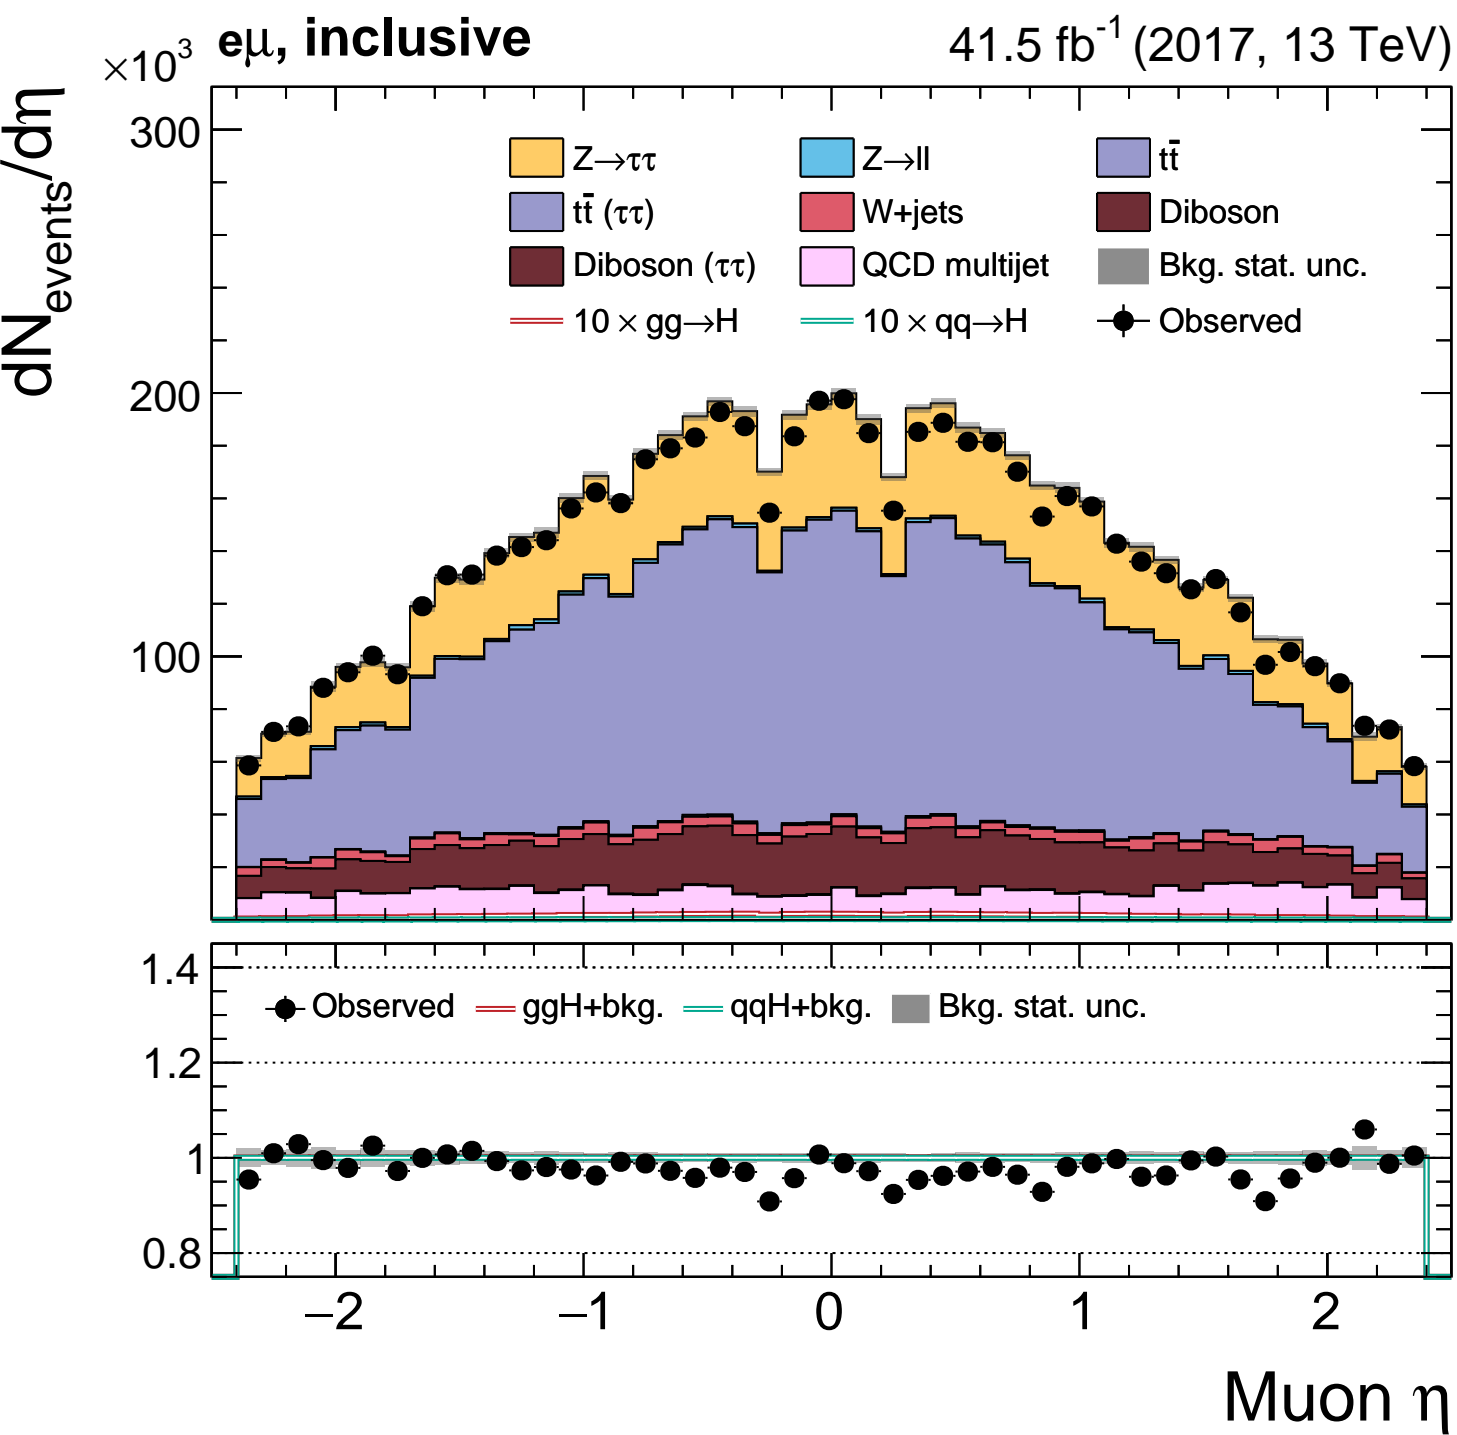 ×10³ eμ, inclusive 41.5 fb⁻¹ (2017, 13 TeV)
dN_events/dη
300
200
100
Z→ττ Z→ll tt̄
tt̄ (ττ) W+jets Diboson
Diboson (ττ) QCD multijet Bkg. stat. unc.
10 × gg→H 10 × qq→H Observed
1.4
Observed ggH+bkg. qqH+bkg. Bkg. stat. unc.
1.2
1
0.8
−2 −1 0 1 2
Muon η